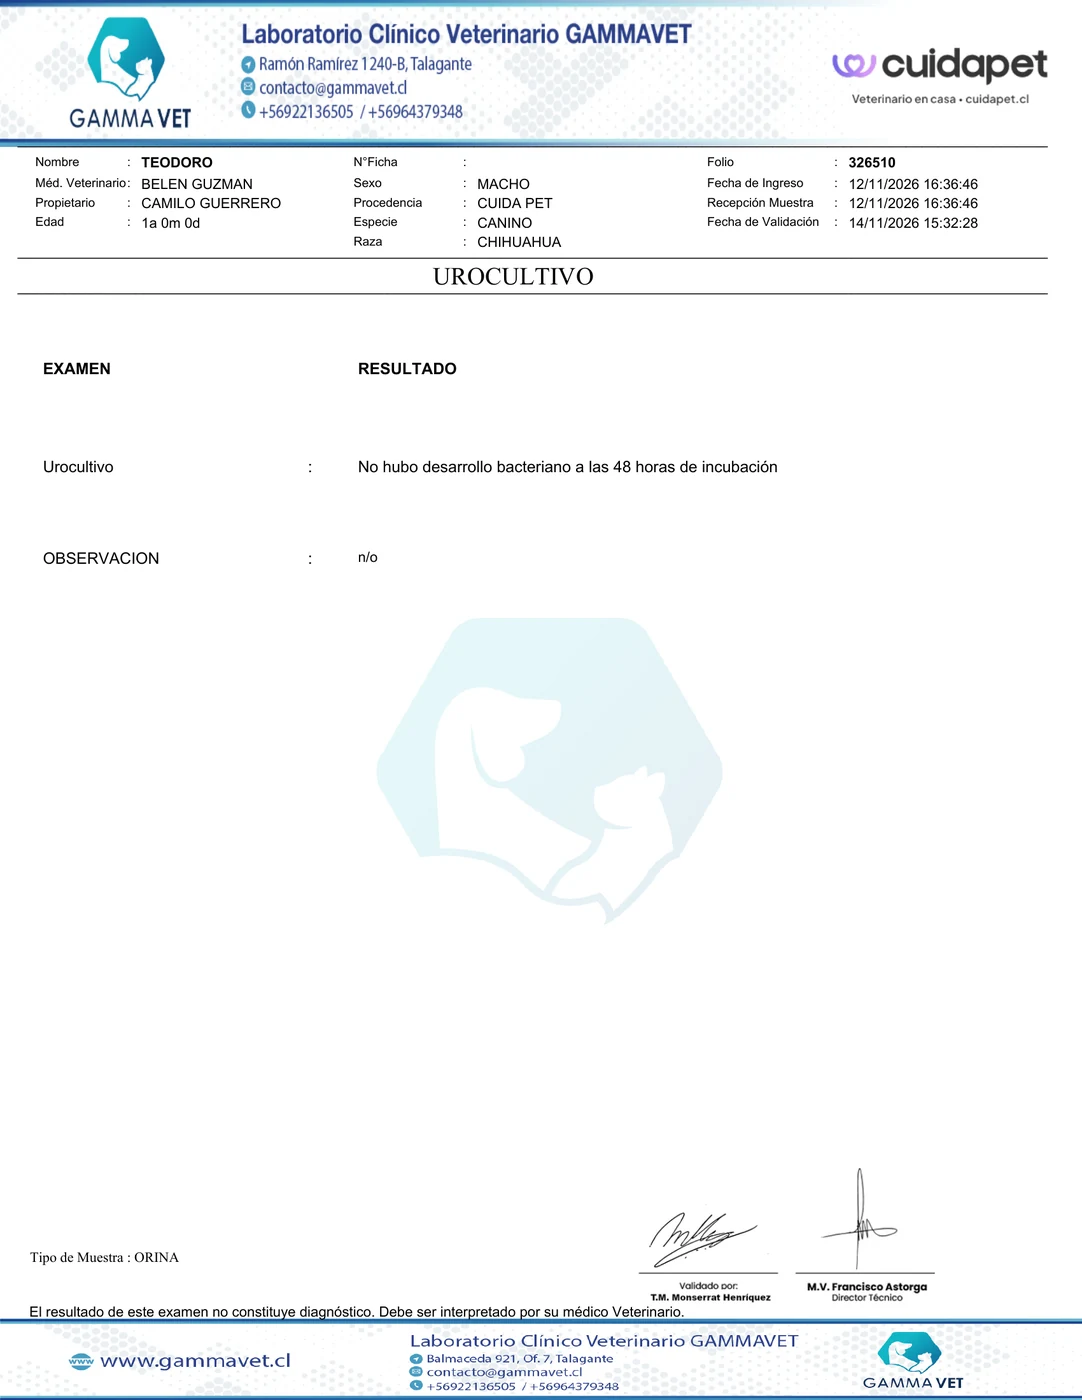 Laboratorio Clínico Veterinario GAMMAVET
Ramón Ramírez 1240-B, Talagante
contacto@gammavet.cl
+56922136505 / +56964379348
GAMMA VET
cuidapet
Veterinario en casa • cuidapet.cl
Nombre : TEODORO N°Ficha : Folio : 326510
Méd. Veterinario: BELEN GUZMAN Sexo : MACHO Fecha de Ingreso : 12/11/2026 16:36:46
Propietario : CAMILO GUERRERO Procedencia : CUIDA PET Recepción Muestra : 12/11/2026 16:36:46
Edad : 1a 0m 0d Especie : CANINO Fecha de Validación : 14/11/2026 15:32:28
Raza : CHIHUAHUA
UROCULTIVO
EXAMEN RESULTADO
Urocultivo : No hubo desarrollo bacteriano a las 48 horas de incubación
OBSERVACION : n/o
Tipo de Muestra : ORINA
Validado por:
T.M. Monserrat Henríquez
M.V. Francisco Astorga
Director Técnico
El resultado de este examen no constituye diagnóstico. Debe ser interpretado por su médico Veterinario.
www www.gammavet.cl
Laboratorio Clínico Veterinario GAMMAVET
Balmaceda 921, Of. 7, Talagante
contacto@gammavet.cl
+56922136505 / +56964379348
GAMMA VET